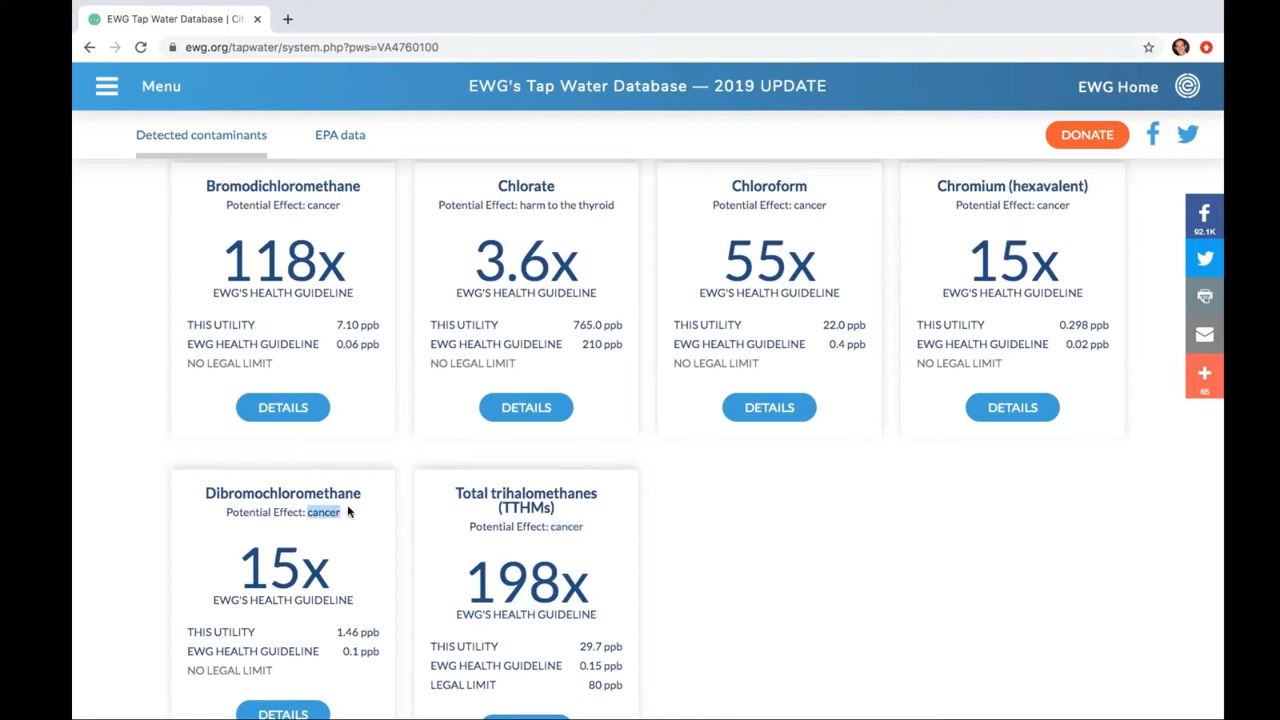 EWG Tap Water Database | Cit
ewg.org/tapwater/system.php?pws=VA4760100
Menu
EWG's Tap Water Database — 2019 UPDATE
EWG Home
Detected contaminants
EPA data
DONATE
Bromodichloromethane
Potential Effect: cancer
118x
EWG'S HEALTH GUIDELINE
THIS UTILITY 7.10 ppb
EWG HEALTH GUIDELINE 0.06 ppb
NO LEGAL LIMIT
DETAILS
Chlorate
Potential Effect: harm to the thyroid
3.6x
EWG'S HEALTH GUIDELINE
THIS UTILITY 765.0 ppb
EWG HEALTH GUIDELINE 210 ppb
NO LEGAL LIMIT
DETAILS
Chloroform
Potential Effect: cancer
55x
EWG'S HEALTH GUIDELINE
THIS UTILITY 22.0 ppb
EWG HEALTH GUIDELINE 0.4 ppb
NO LEGAL LIMIT
DETAILS
Chromium (hexavalent)
Potential Effect: cancer
15x
EWG'S HEALTH GUIDELINE
THIS UTILITY 0.298 ppb
EWG HEALTH GUIDELINE 0.02 ppb
NO LEGAL LIMIT
DETAILS
92.1K
65
Dibromochloromethane
Potential Effect: cancer
15x
EWG'S HEALTH GUIDELINE
THIS UTILITY 1.46 ppb
EWG HEALTH GUIDELINE 0.1 ppb
NO LEGAL LIMIT
DETAILS
Total trihalomethanes
(TTHMs)
Potential Effect: cancer
198x
EWG'S HEALTH GUIDELINE
THIS UTILITY 29.7 ppb
EWG HEALTH GUIDELINE 0.15 ppb
LEGAL LIMIT 80 ppb